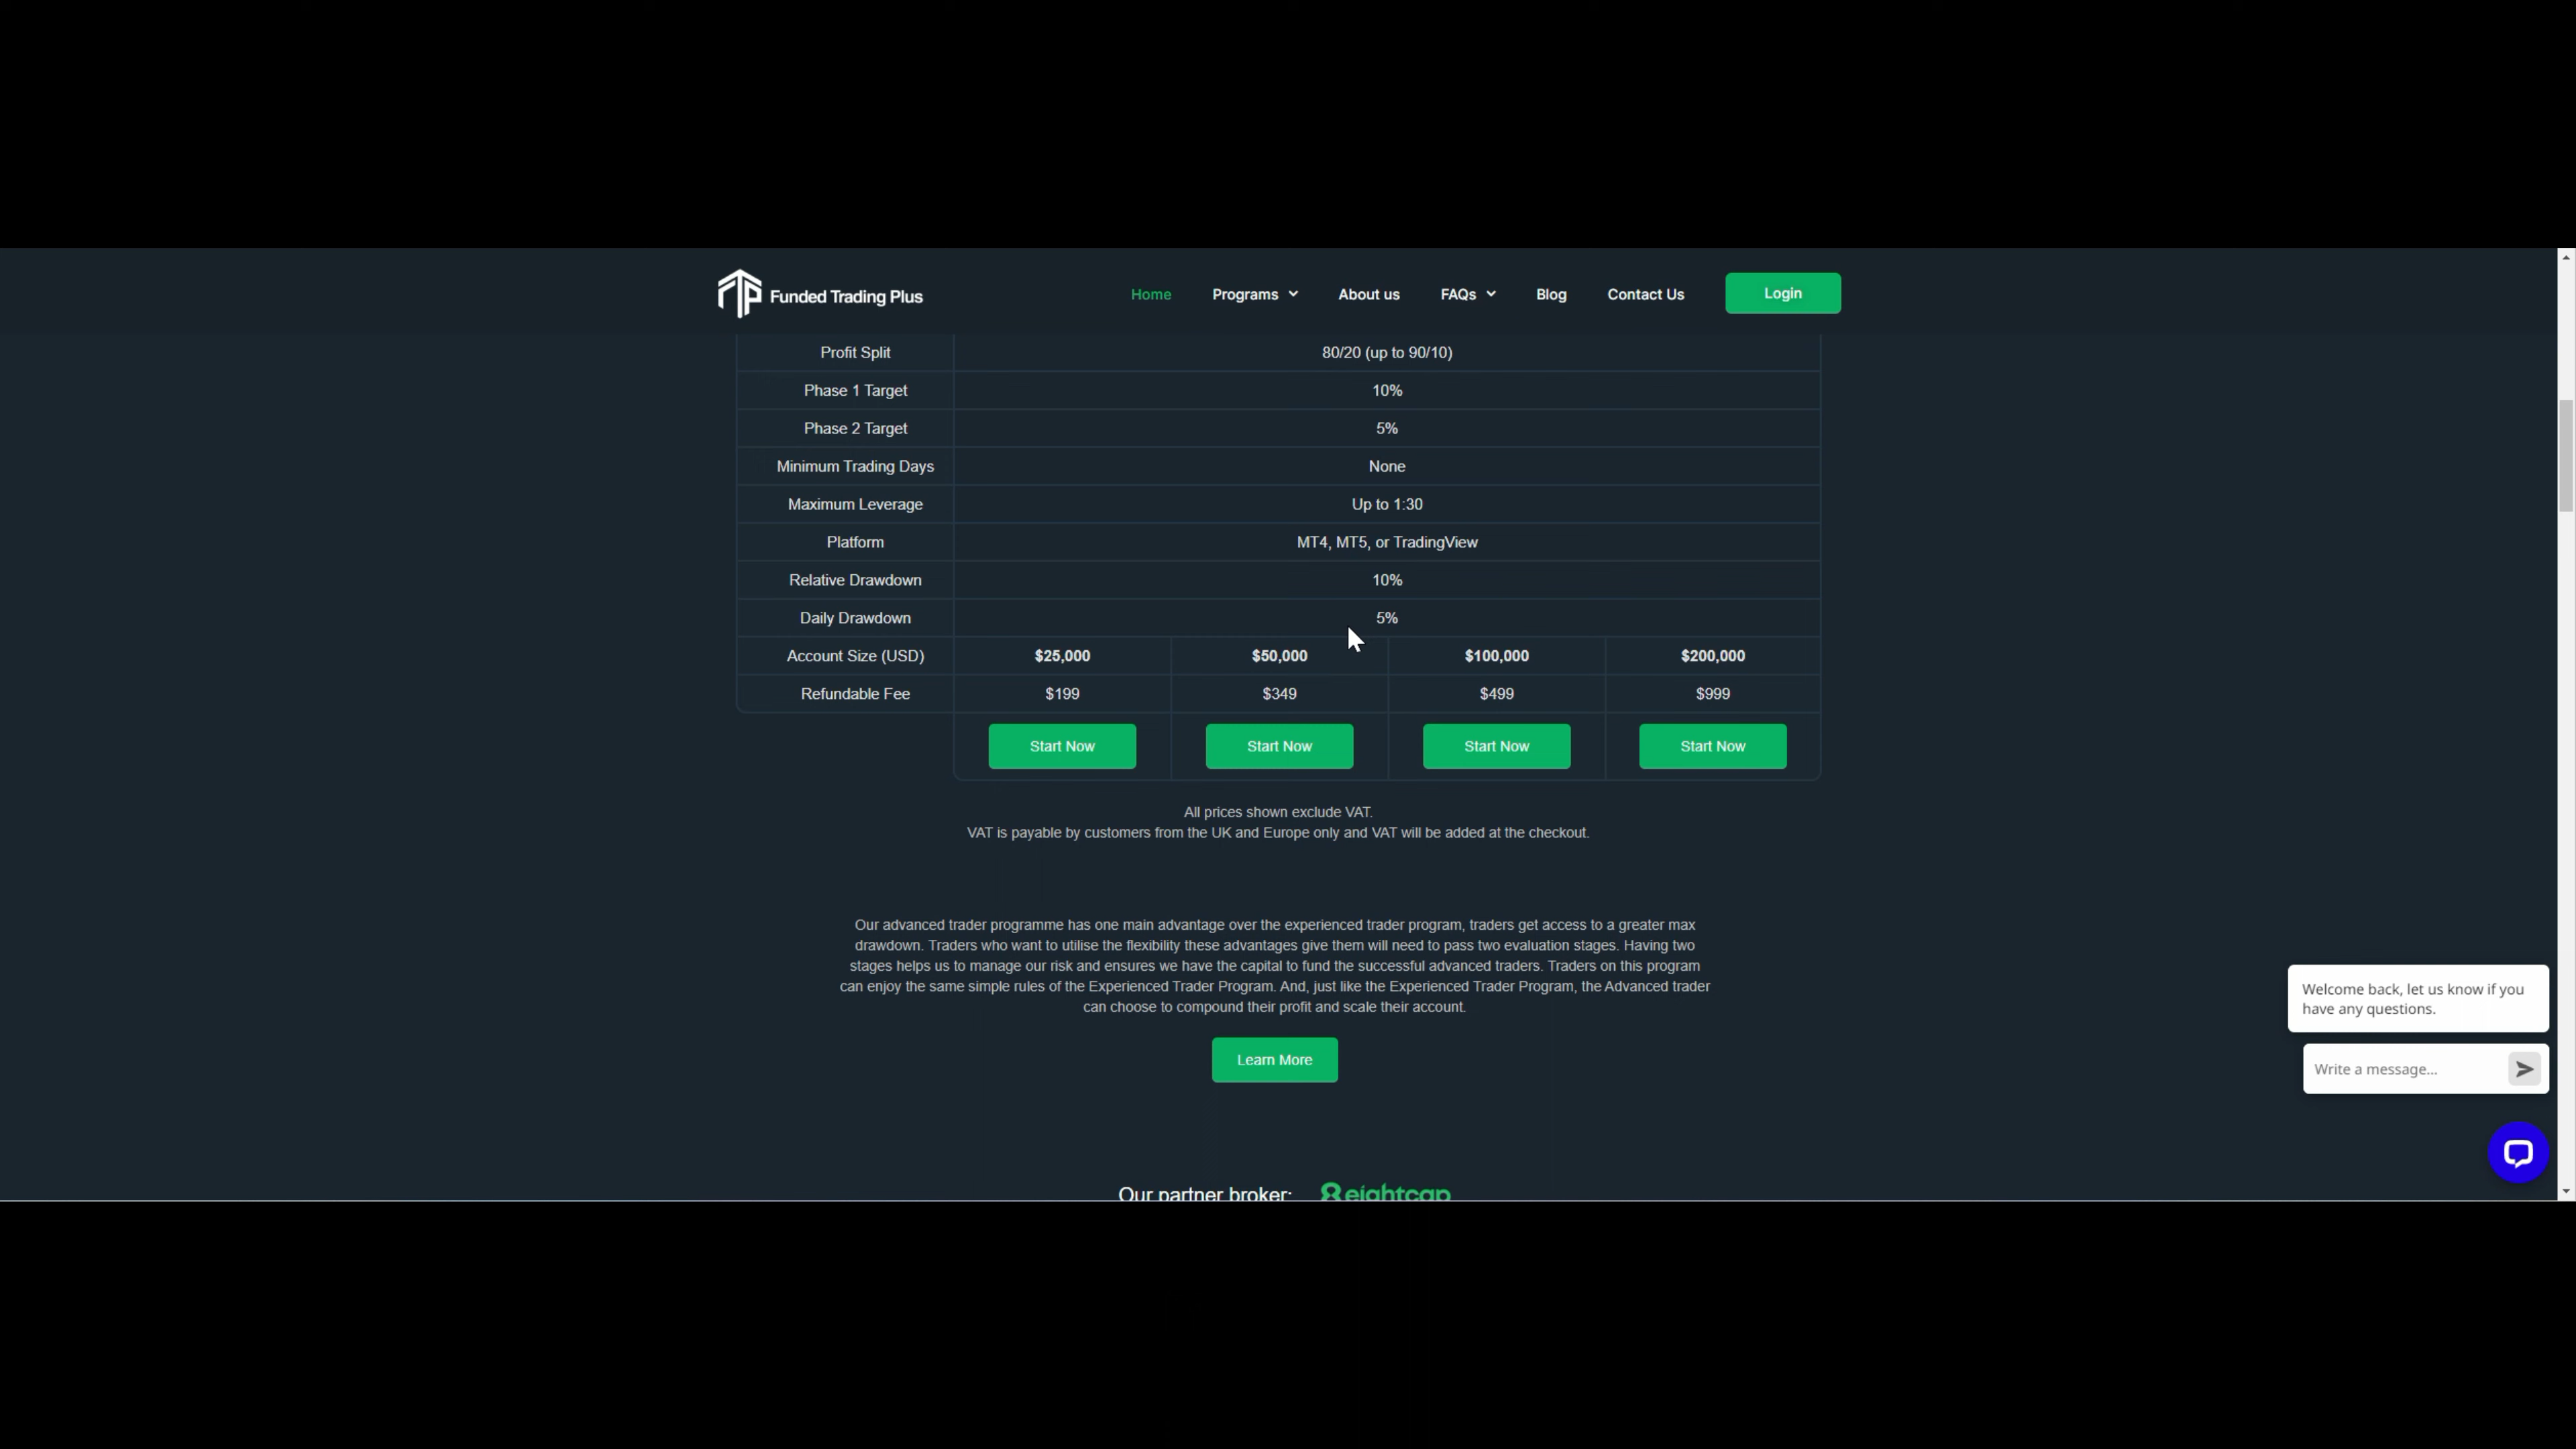 Funded Trading Plus
Home Programs About us FAQs Blog Contact Us Login
Profit Split 80/20 (up to 90/10)
Phase 1 Target 10%
Phase 2 Target 5%
Minimum Trading Days None
Maximum Leverage Up to 1:30
Platform MT4, MT5, or TradingView
Relative Drawdown 10%
Daily Drawdown 5%
Account Size (USD) $25,000 $50,000 $100,000 $200,000
Refundable Fee $199 $349 $499 $999
Start Now Start Now Start Now Start Now
All prices shown exclude VAT.
VAT is payable by customers from the UK and Europe only and VAT will be added at the checkout.
Our advanced trader programme has one main advantage over the experienced trader program, traders get access to a greater max
drawdown. Traders who want to utilise the flexibility these advantages give them will need to pass two evaluation stages. Having two
stages helps us to manage our risk and ensures we have the capital to fund the successful advanced traders. Traders on this program
can enjoy the same simple rules of the Experienced Trader Program. And, just like the Experienced Trader Program, the Advanced trader
can choose to compound their profit and scale their account.
Learn More
Welcome back, let us know if you
have any questions.
Write a message...
Our partner broker: eightcap